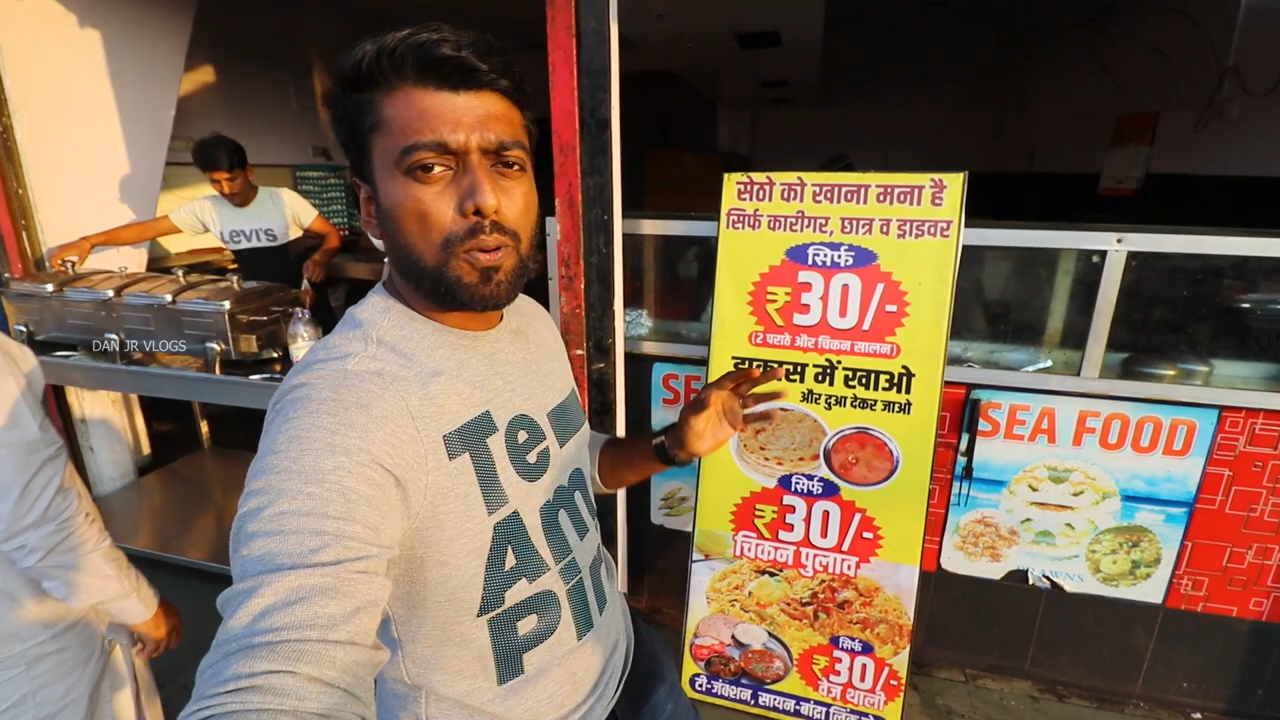 LEVI'S
DAN JR VLOGS
Te
Am
Pi
सेठो को खाना मना है
सिर्फ कारीगर, छात्र व ड्राइवर
सिर्फ
₹30/-
(2 पराठे और चिकन सालन)
में खाओ
और दुआ देकर जाओ
सिर्फ
₹30/-
चिकन पुलाव
सिर्फ
₹30/-
वेज थाली
टी-जंक्शन, सायन-बांद्रा लिंक
SE
SEA FOOD
PRAWNS